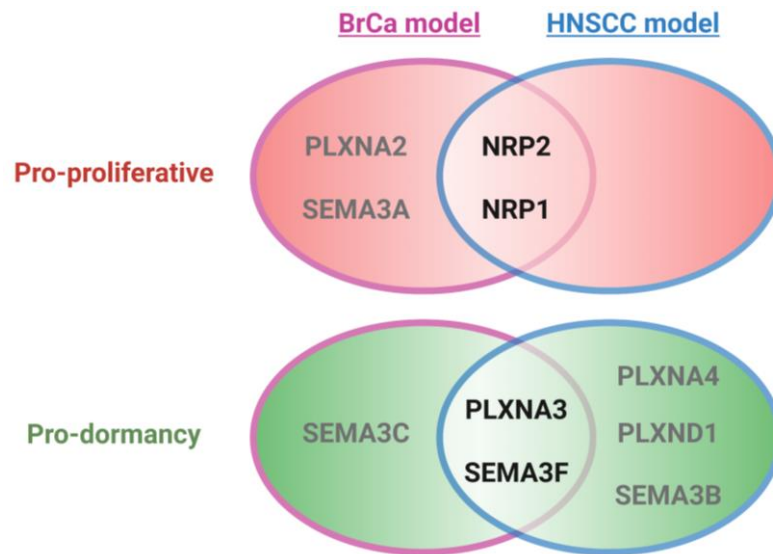 BrCa model HNSCC model
PLXNA2 NRP2
Pro-proliferative
SEMA3A NRP1
PLXNA4
PLXNA3
Pro-dormancy SEMA3C PLXND1
SEMA3F
SEMA3B